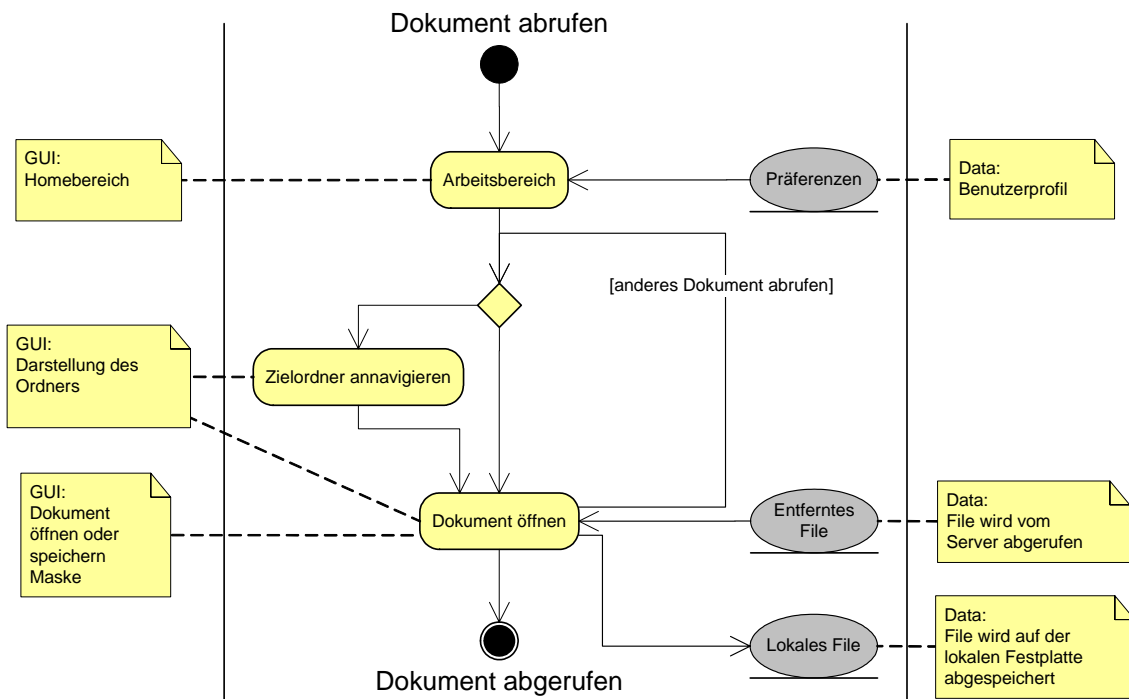 Dokument abrufen
GUI:
Homebereich
Arbeitsbereich
Präferenzen
Data:
Benutzerprofil
[anderes Dokument abrufen]
GUI:
Darstellung des
Ordners
Zielordner annavigieren
GUI:
Dokument
öffnen oder
speichern
Maske
Dokument öffnen
Entferntes
File
Data:
File wird vom
Server abgerufen
Lokales File
Data:
File wird auf der
lokalen Festplatte
abgespeichert
Dokument abgerufen